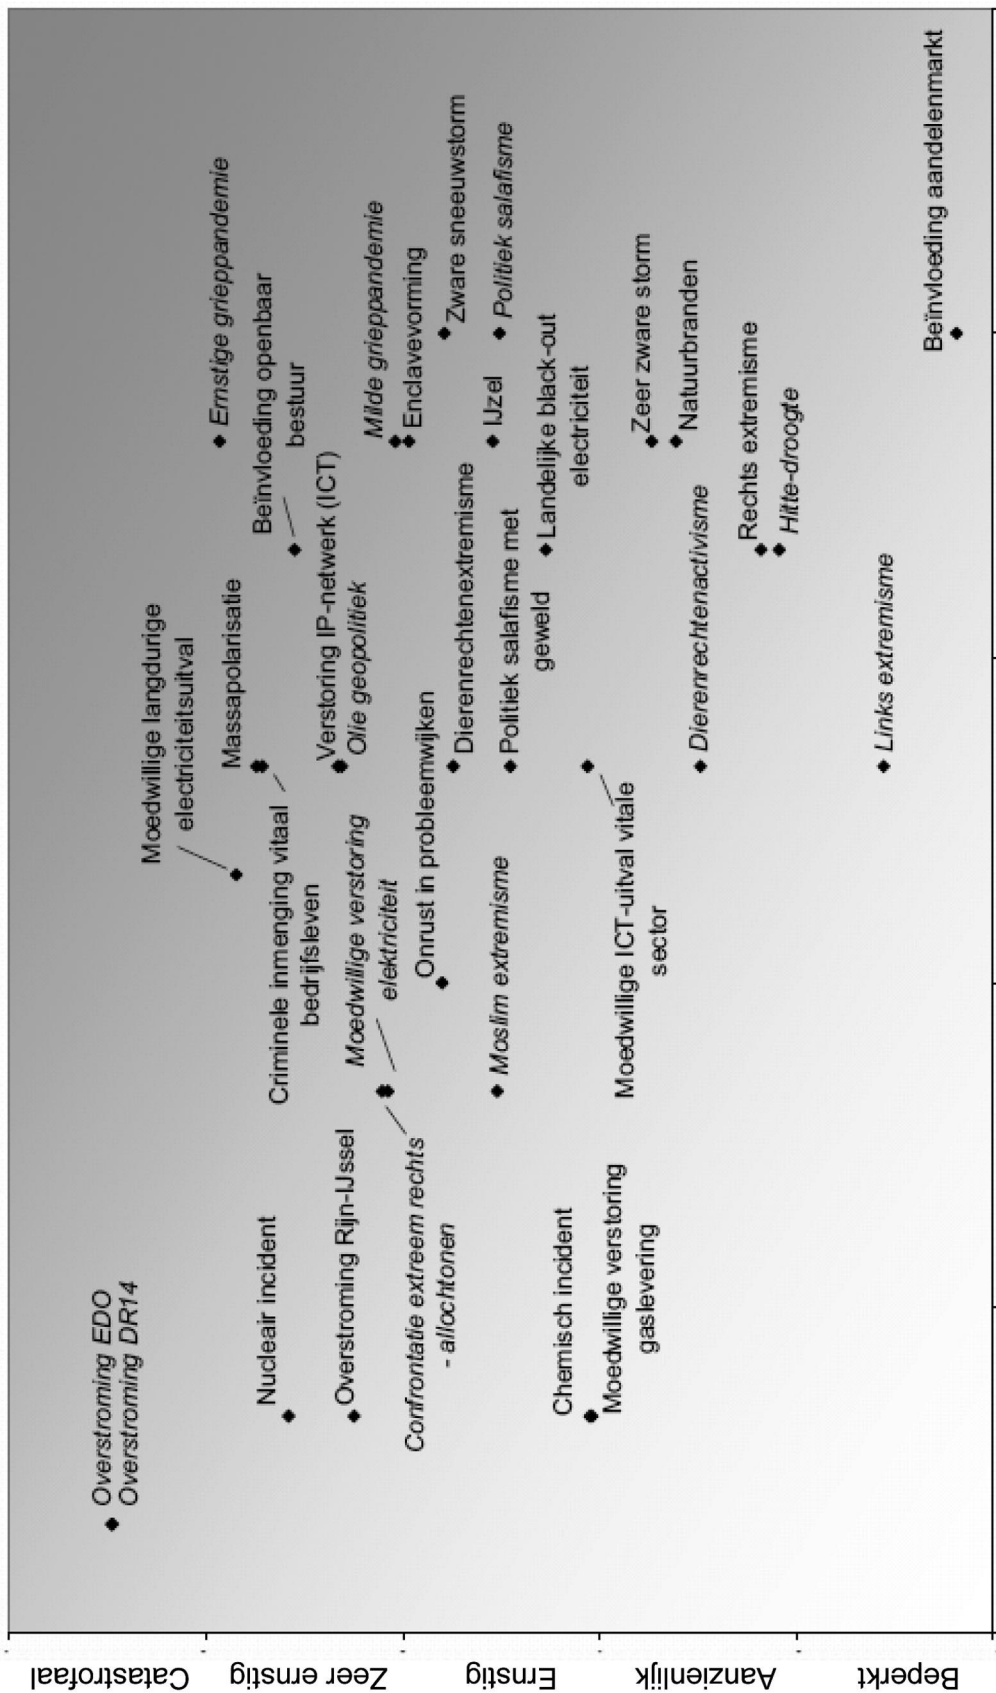 Overstroming EDO
Overstroming DR14
Nucleair incident
Overstroming Rijn-IJssel
Confrontatie extreem rechts
- allochtonen
Chemisch incident
Moedwillige verstoring
gaslevering
Moedwillige langdurige
electriciteitsuitval
Criminele inmenging vitaal
bedrijfsleven
Moedwillige verstoring
elektriciteit
Onrust in probleemwijken
Moslim extremisme
Moedwillige ICT-uitval vitale
sector
Massapolarisatie
Verstoring IP-netwerk (ICT)
Olie geopolitiek
Dierenrechtenextremisme
Politiek salafisme met
geweld
Dierenrechtenactivisme
Links extremisme
Ernstige grieppandemie
Beïnvloeding openbaar
bestuur
Milde grieppandemie
Enclavevorming
Zware sneeuwstorm
Politiek salafisme
IJzel
Landelijke black-out
electriciteit
Zeer zware storm
Natuurbranden
Rechts extremisme
Hitte-droogte
Beïnvloeding aandelenmarkt
Catastrofaal
Zeer ernstig
Ernstig
Aanzienlijk
Beperkt